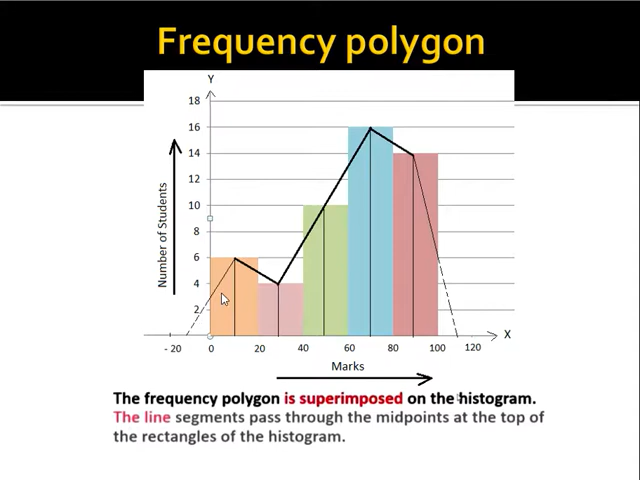 Frequency polygon
Y
18
16
14
12
10
8
6
4
2
Number of Students
X
- 20 0 20 40 60 80 100 120
Marks
The frequency polygon is superimposed on the histogram.
The line segments pass through the midpoints at the top of
the rectangles of the histogram.